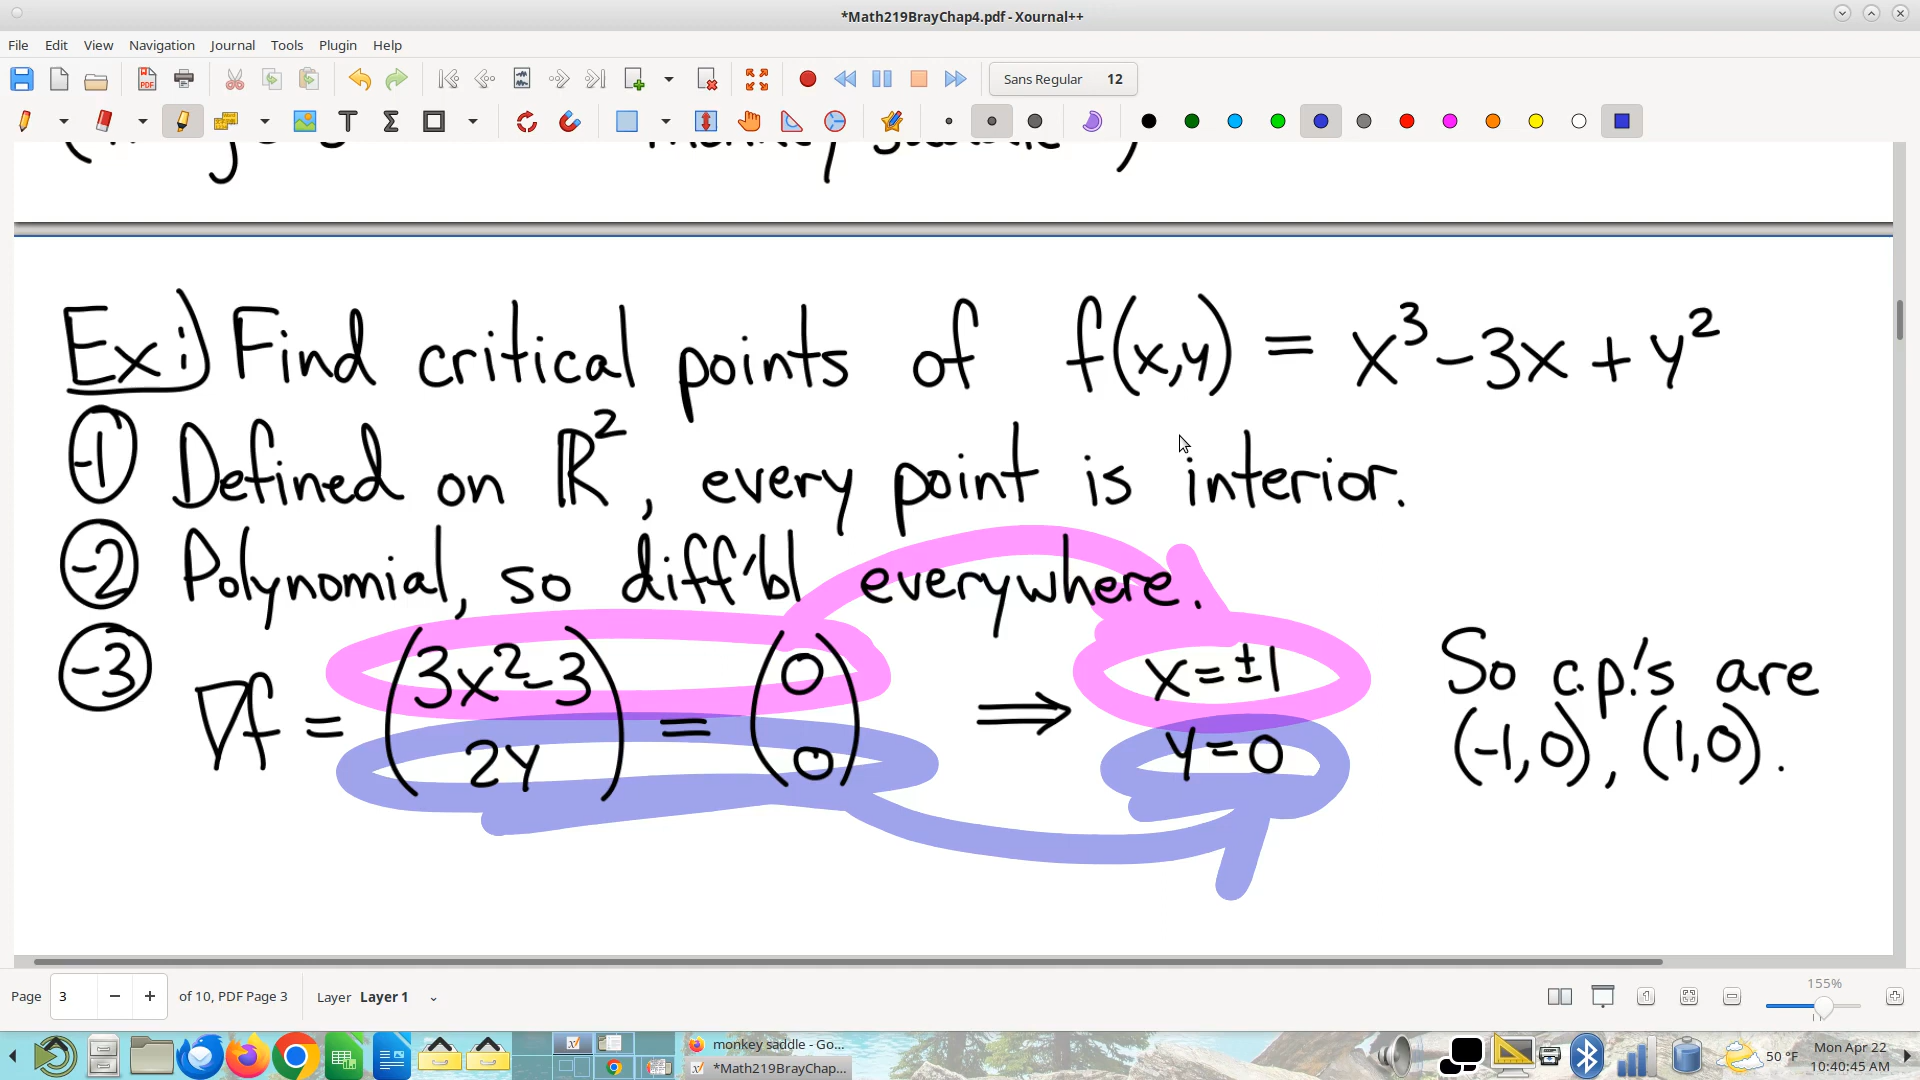 *Math219BrayChap4.pdf - Xournal++
File Edit View Navigation Journal Tools Plugin Help
Sans Regular 12
monkey saddle )
Ex:) Find critical points of f(x,y) = x³-3x+y²
-1 Defined on ℝ², every point is interior.
-2 Polynomial, so diff'bl everywhere.
-3 ∇f = (3x²-3 2y) = (0 0) ⟹ x=±1 y=0 So c.p.'s are (-1,0), (1,0).
Page 3 − + of 10, PDF Page 3 Layer Layer 1 155%
monkey saddle - Go...
*Math219BrayChap...
50 °F
Mon Apr 22
10:40:45 AM